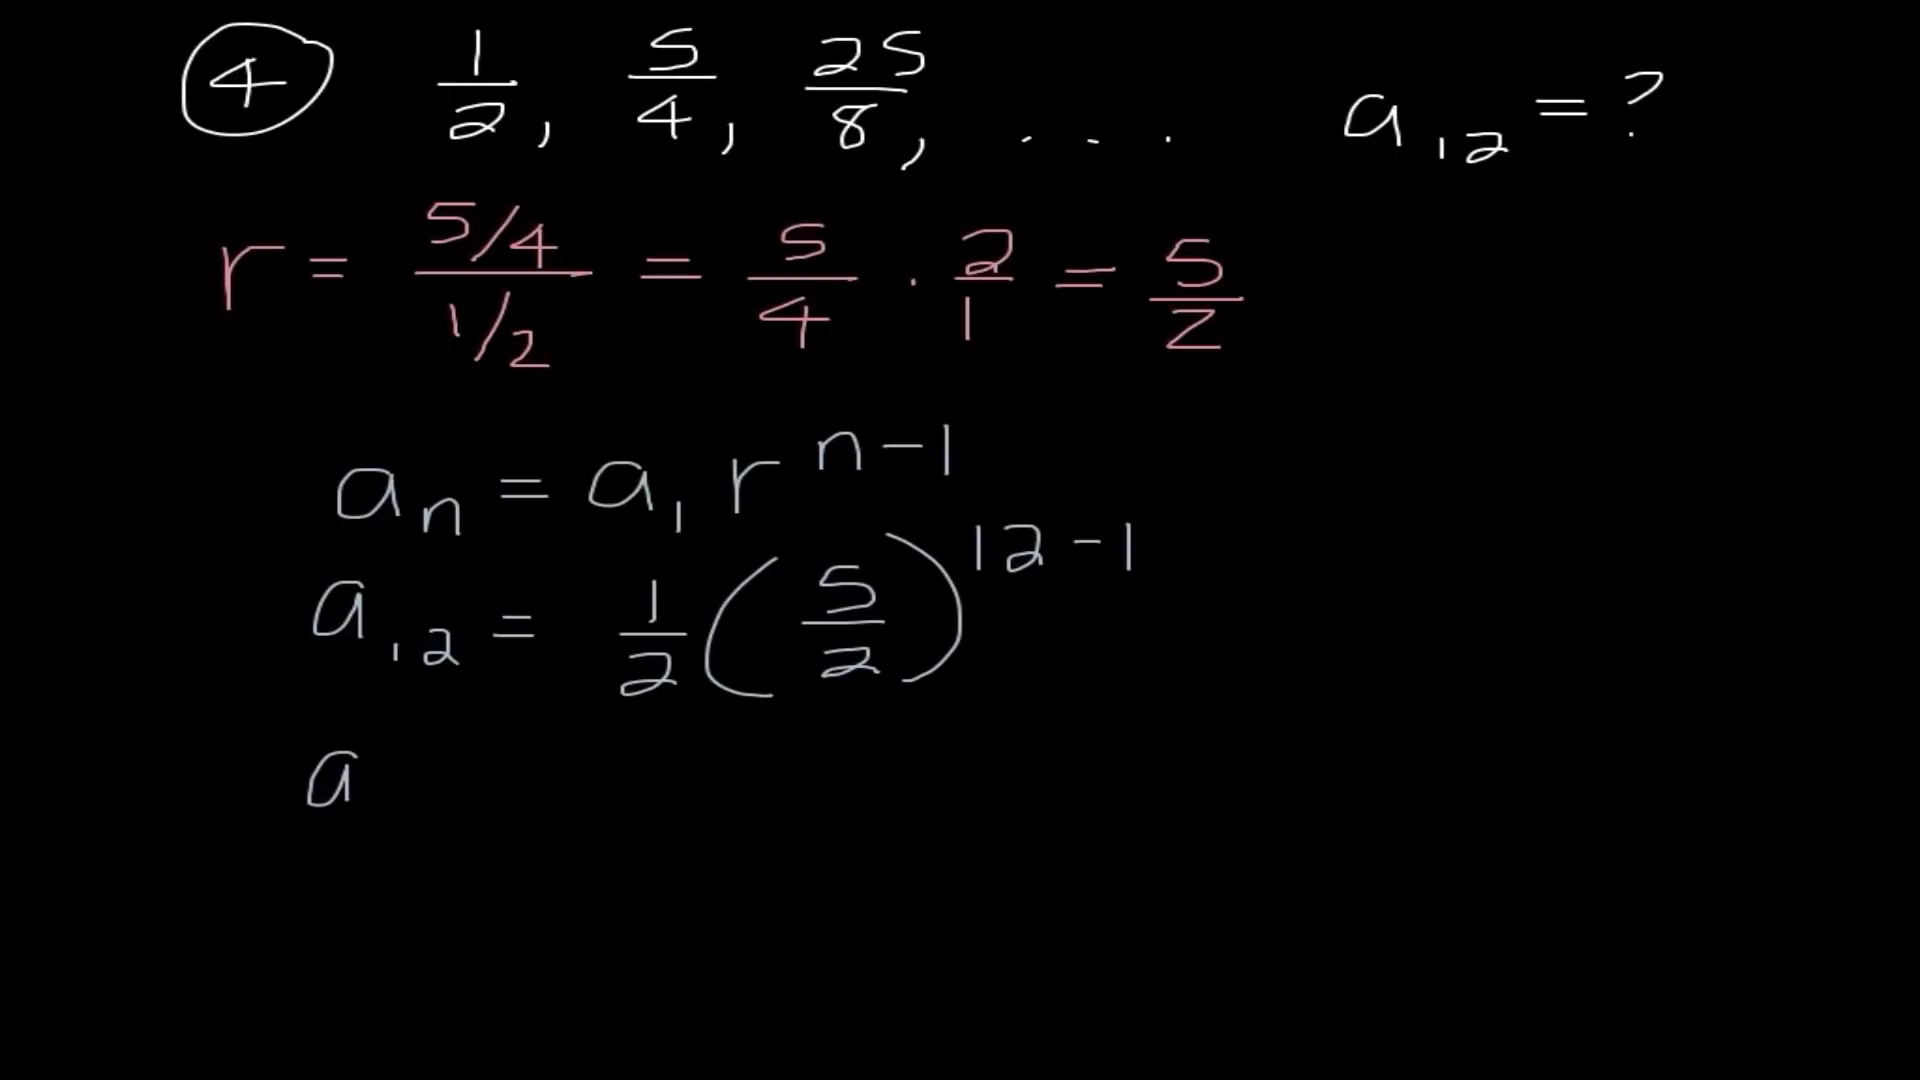 ④ 1/2, 5/4, 25/8, . . . a₁₂ = ?
r = (5/4)/(1/2) = 5/4 · 2/1 = 5/2
aₙ = a₁ r^(n-1)
a₁₂ = 1/2 (5/2)^(12-1)
a